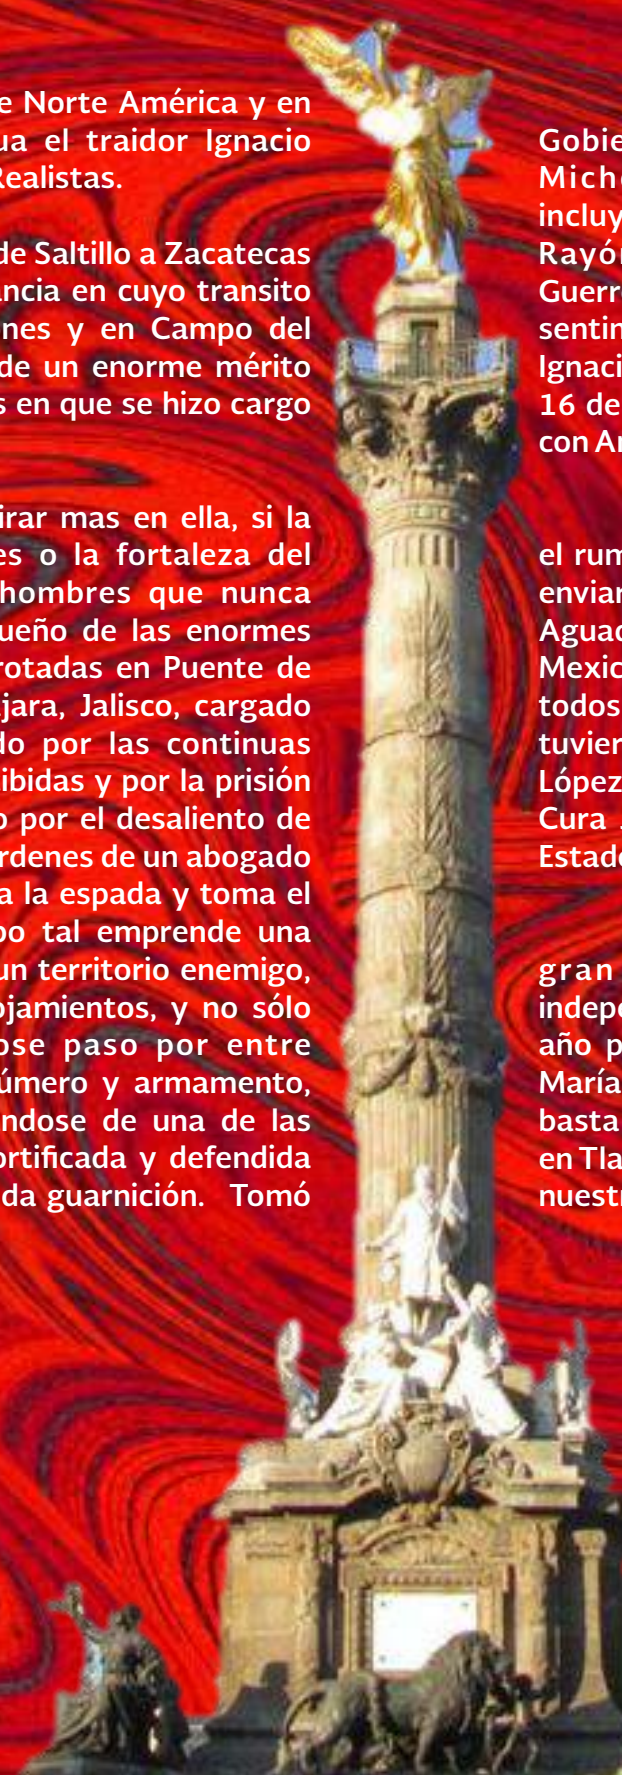 e Norte América y en
ua el traidor Ignacio
Realistas.
de Saltillo a Zacatecas
ancia en cuyo transito
nes y en Campo del
de un enorme mérito
s en que se hizo cargo
irar mas en ella, si la
es o la fortaleza del
hombres que nunca
ueño de las enormes
rotadas en Puente de
jara, Jalisco, cargado
do por las continuas
ibidas y por la prisión
o por el desaliento de
rdenes de un abogado
a la espada y toma el
po tal emprende una
un territorio enemigo,
ojamientos, y no sólo
ose paso por entre
úmero y armamento,
ndose de una de las
ortificada y defendida
da guarnición. Tomó
Gobie
Micho
incluy
Rayón
Guerr
sentin
Ignaci
16 de
con Ar
el rum
enviar
Aguac
Mexic
todos
tuvier
López
Cura
Estado
gran
indepe
año p
María
basta
en Tla
nuestr